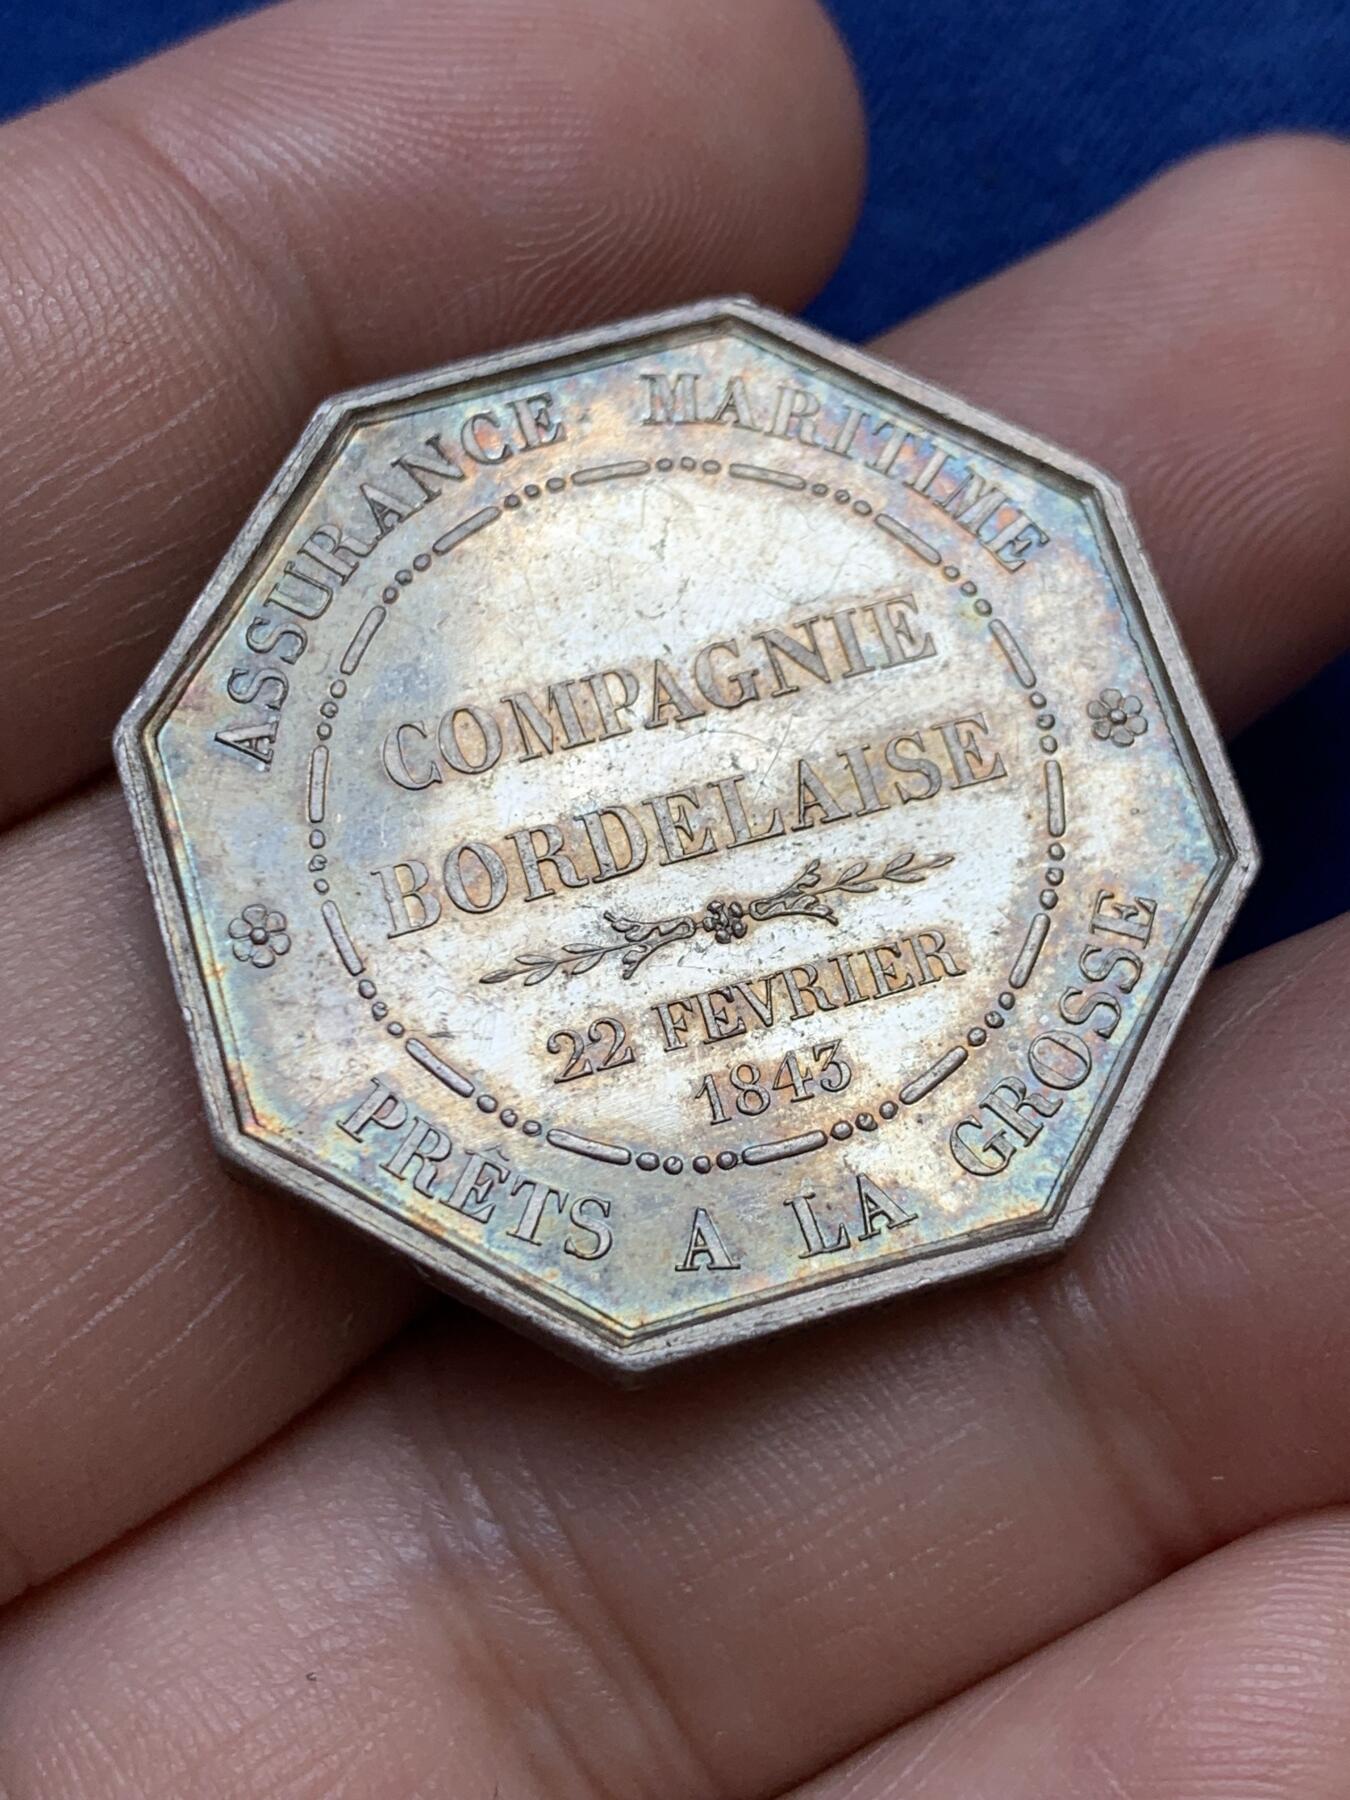 ASSURANCE MARITIME
COMPAGNIE
BORDELAISE
22 FEVRIER
1843
PRÊTS A LA GROSSE